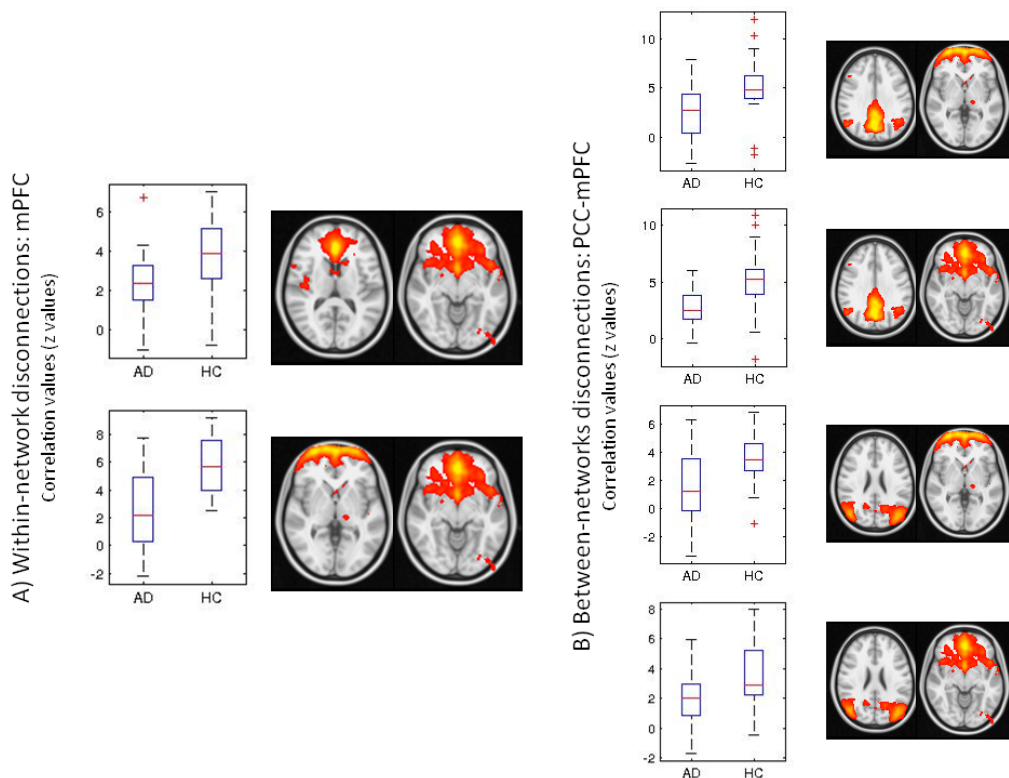 A) Within-network disconnections: mPFC
Correlation values (z values)
6
4
2
0
AD HC
8
6
4
2
0
-2
AD HC
B) Between-networks disconnections: PCC-mPFC
Correlation values (z values)
10
5
0
AD HC
10
5
0
AD HC
6
4
2
0
-2
AD HC
8
6
4
2
0
-2
AD HC